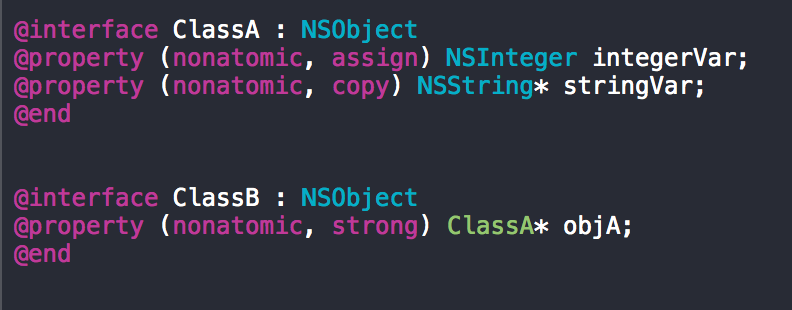 @interface ClassA : NSObject
@property (nonatomic, assign) NSInteger integerVar;
@property (nonatomic, copy) NSString* stringVar;
@end
@interface ClassB : NSObject
@property (nonatomic, strong) ClassA* objA;
@end